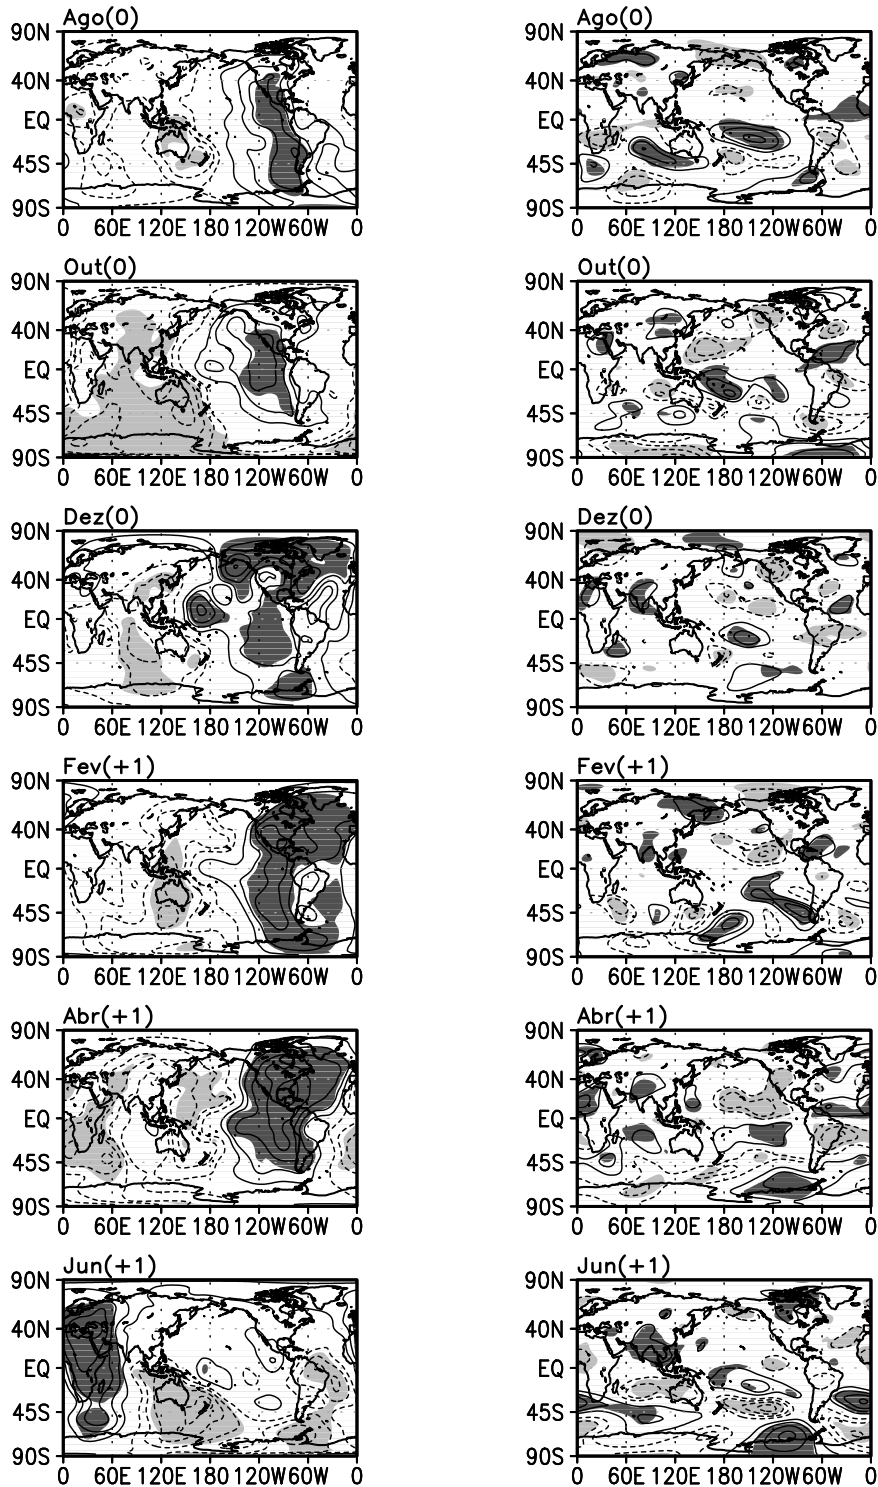 Ago(0) Ago(0)
90N 90N
40N 40N
EQ EQ
45S 45S
90S 90S
0 60E 120E 180 120W 60W 0 0 60E 120E 180 120W 60W 0
Out(0) Out(0)
90N 90N
40N 40N
EQ EQ
45S 45S
90S 90S
0 60E 120E 180 120W 60W 0 0 60E 120E 180 120W 60W 0
Dez(0) Dez(0)
90N 90N
40N 40N
EQ EQ
45S 45S
90S 90S
0 60E 120E 180 120W 60W 0 0 60E 120E 180 120W 60W 0
Fev(+1) Fev(+1)
90N 90N
40N 40N
EQ EQ
45S 45S
90S 90S
0 60E 120E 180 120W 60W 0 0 60E 120E 180 120W 60W 0
Abr(+1) Abr(+1)
90N 90N
40N 40N
EQ EQ
45S 45S
90S 90S
0 60E 120E 180 120W 60W 0 0 60E 120E 180 120W 60W 0
Jun(+1) Jun(+1)
90N 90N
40N 40N
EQ EQ
45S 45S
90S 90S
0 60E 120E 180 120W 60W 0 0 60E 120E 180 120W 60W 0